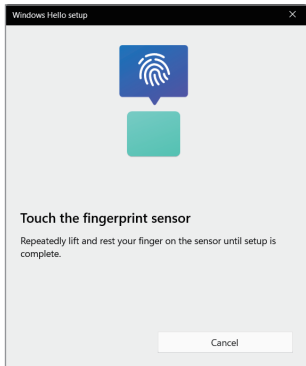 Windows Hello setup
Touch the fingerprint sensor
Repeatedly lift and rest your finger on the sensor until setup is
complete.
Cancel